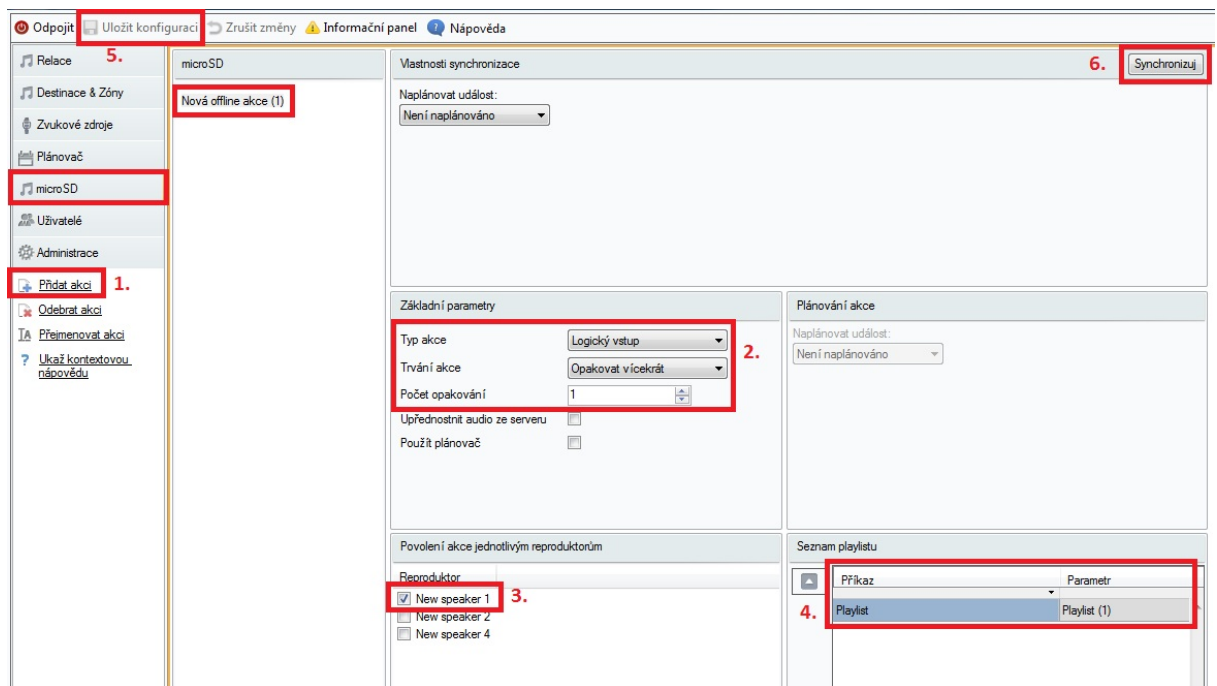 Odpojit Uložit konfiguraci Zrušit změny Informační panel Nápověda
5.
Relace
Destinace & Zóny
Zvukové zdroje
Plánovač
microSD
Uživatelé
Administrace
Přidat akci 1.
Odebrat akci
Přejmenovat akci
Ukaž kontextovou
nápovědu
microSD
Nová offline akce (1)
Vlastnosti synchronizace
6. Synchronizuj
Naplánovat událost:
Není naplánováno
Základní parametry
Typ akce Logický vstup
Trvání akce Opakovat vícekrát
2.
Počet opakování 1
Upřednostnit audio ze serveru
Použít plánovač
Plánování akce
Naplánovat událost:
Není naplánováno
Povolení akce jednotlivým reproduktorům
Reproduktor
New speaker 1 3.
New speaker 2
New speaker 4
Seznam playlistu
Příkaz Parametr
4. Playlist Playlist (1)